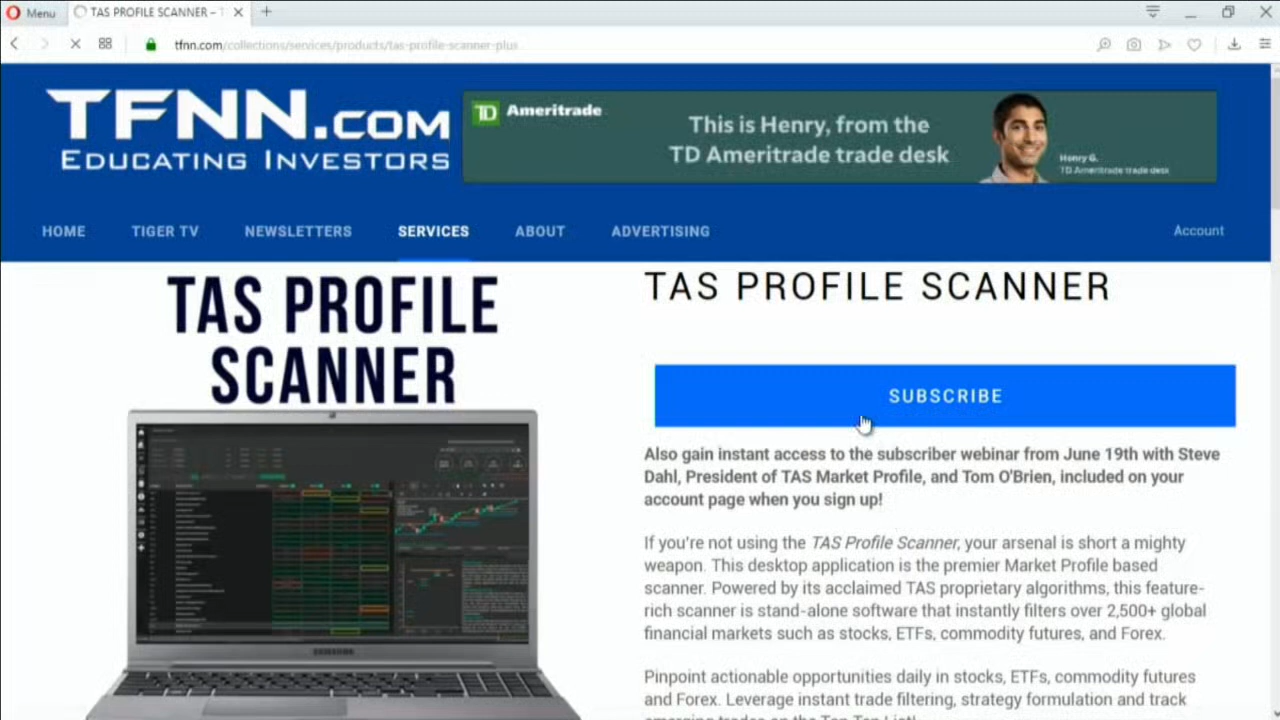 Menu
TAS PROFILE SCANNER –
tfnn.com/collections/services/products/tas-profile-scanner-plus
TFNN.COM
EDUCATING INVESTORS
TD Ameritrade
This is Henry, from the
TD Ameritrade trade desk
Henry G.
TD Ameritrade trade desk
HOME
TIGER TV
NEWSLETTERS
SERVICES
ABOUT
ADVERTISING
Account
TAS PROFILE
SCANNER
SAMSUNG
TAS PROFILE SCANNER
SUBSCRIBE
Also gain instant access to the subscriber webinar from June 19th with Steve
Dahl, President of TAS Market Profile, and Tom O'Brien, included on your
account page when you sign up!
If you're not using the TAS Profile Scanner, your arsenal is short a mighty
weapon. This desktop application is the premier Market Profile based
scanner. Powered by its acclaimed TAS proprietary algorithms, this feature-
rich scanner is stand-alone software that instantly filters over 2,500+ global
financial markets such as stocks, ETFs, commodity futures, and Forex.
Pinpoint actionable opportunities daily in stocks, ETFs, commodity futures
and Forex. Leverage instant trade filtering, strategy formulation and track
emerging trades on the Top Ten List!